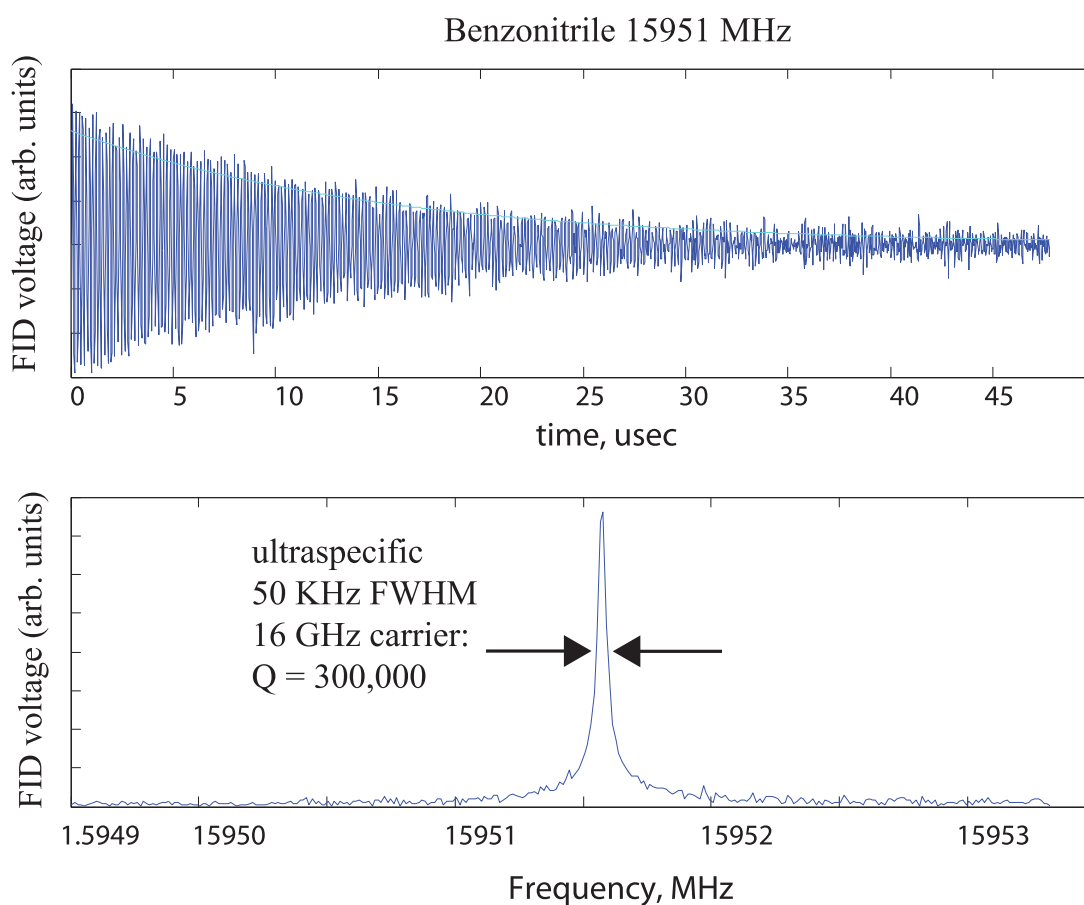 Benzonitrile 15951 MHz
FID voltage (arb. units)
0 5 10 15 20 25 30 35 40 45
time, usec
FID voltage (arb. units)
ultraspecific
50 KHz FWHM
16 GHz carrier:
Q = 300,000
1.5949 15950 15951 15952 15953
Frequency, MHz